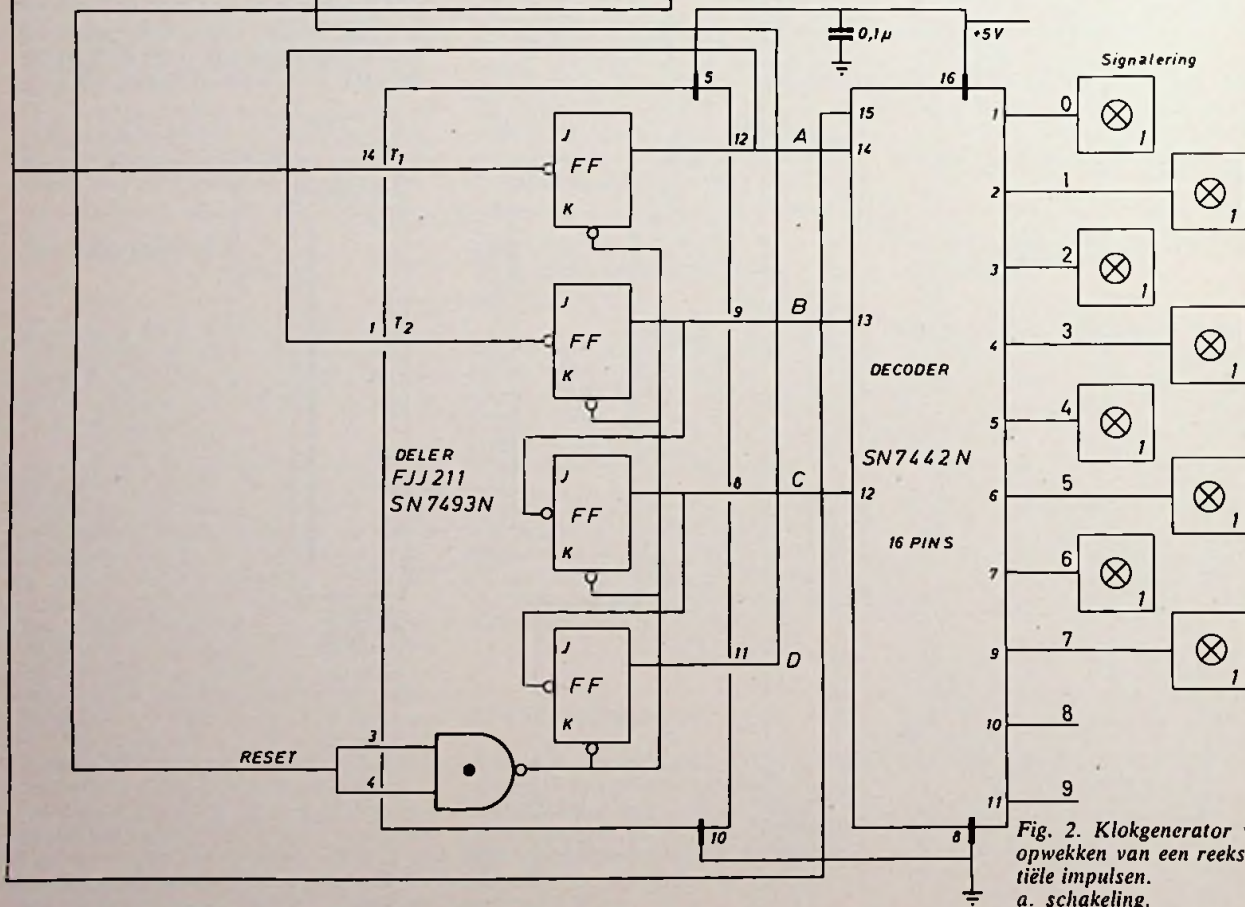 0,1µ
+5V
Signalering
5
16
J
FF
K
14 T1
12
A
15
14
1
0
1
2
1
1
J
FF
K
1 T2
9
B
13
3
2
1
4
3
1
DECODER
SN7442N
16 PINS
5
4
1
DELER
FJJ 211
SN 7493N
J
FF
K
8
C
12
6
5
1
7
6
1
J
FF
K
11
D
9
7
1
10
8
RESET
3
4
11
9
10
8
Fig. 2. Klokgenerator
opwekken van een reeks
tiële impulsen.
a. schakeling.